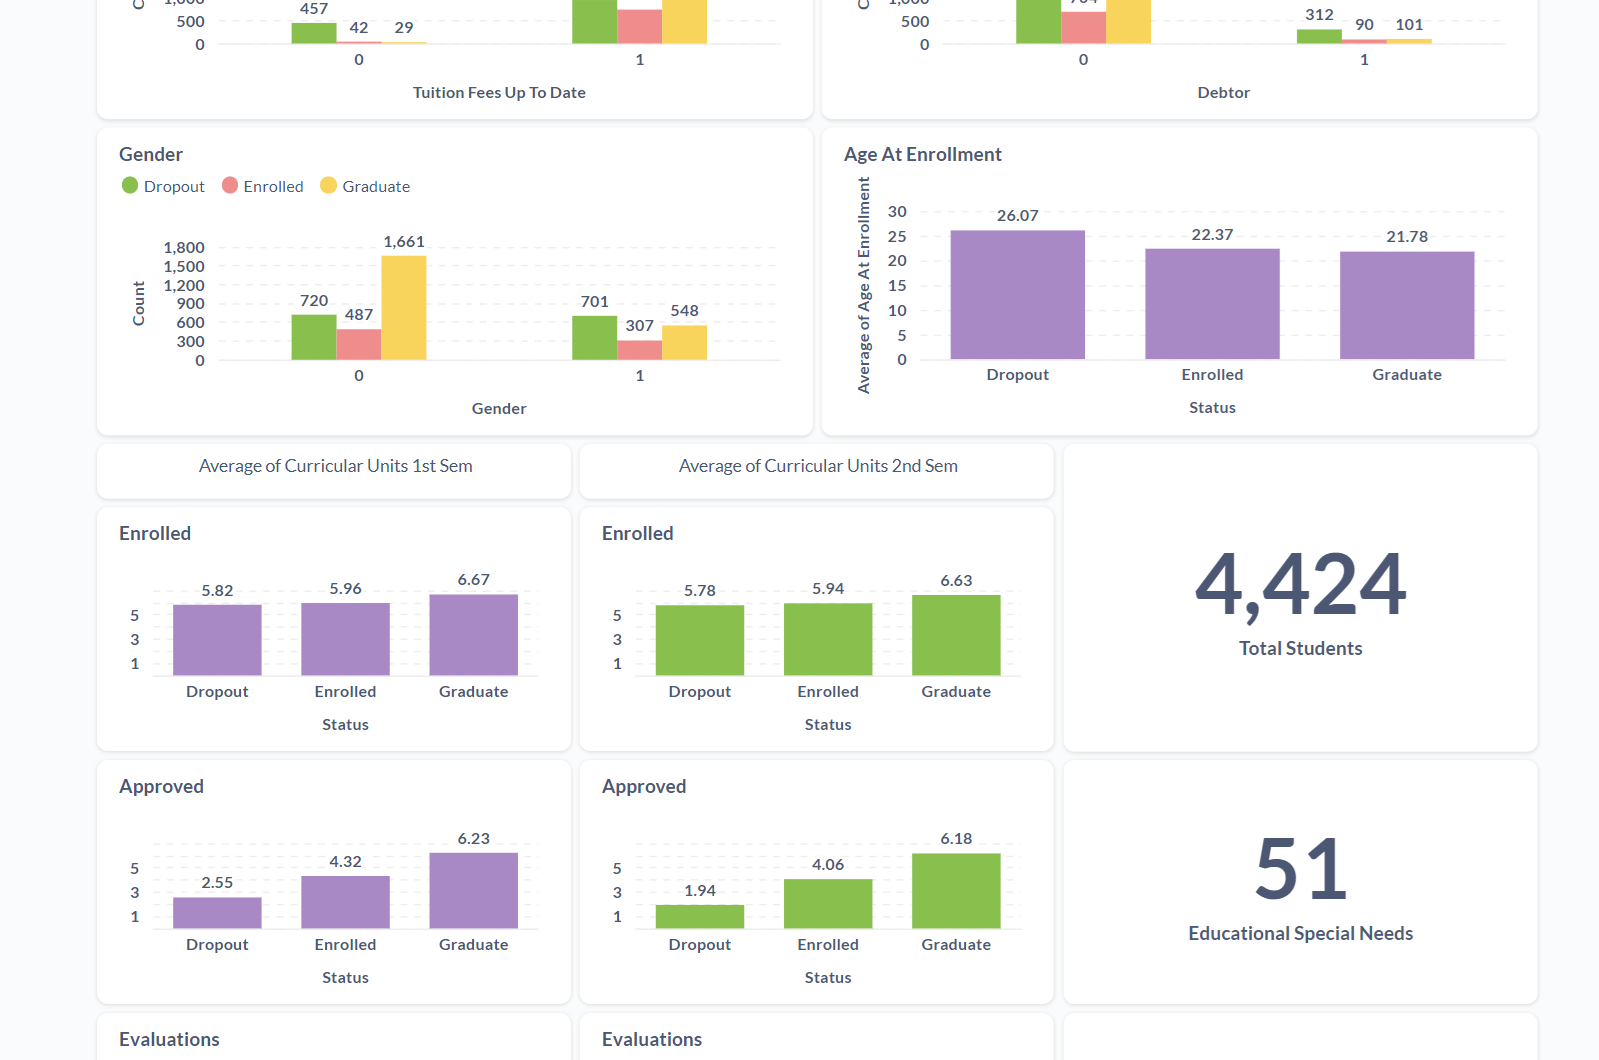 500
0
457
42
29
0
1
Tuition Fees Up To Date
500
0
312
90
101
0
1
Debtor
Gender
Dropout
Enrolled
Graduate
Count
1,800
1,500
1,200
900
600
300
0
720
487
1,661
701
307
548
0
1
Gender
Age At Enrollment
Average of Age At Enrollment
30
25
20
15
10
5
0
26.07
22.37
21.78
Dropout
Enrolled
Graduate
Status
Average of Curricular Units 1st Sem
Average of Curricular Units 2nd Sem
Enrolled
5
3
1
5.82
5.96
6.67
Dropout
Enrolled
Graduate
Status
Enrolled
5
3
1
5.78
5.94
6.63
Dropout
Enrolled
Graduate
Status
4,424
Total Students
Approved
5
3
1
2.55
4.32
6.23
Dropout
Enrolled
Graduate
Status
Approved
5
3
1
1.94
4.06
6.18
Dropout
Enrolled
Graduate
Status
51
Educational Special Needs
Evaluations
Evaluations